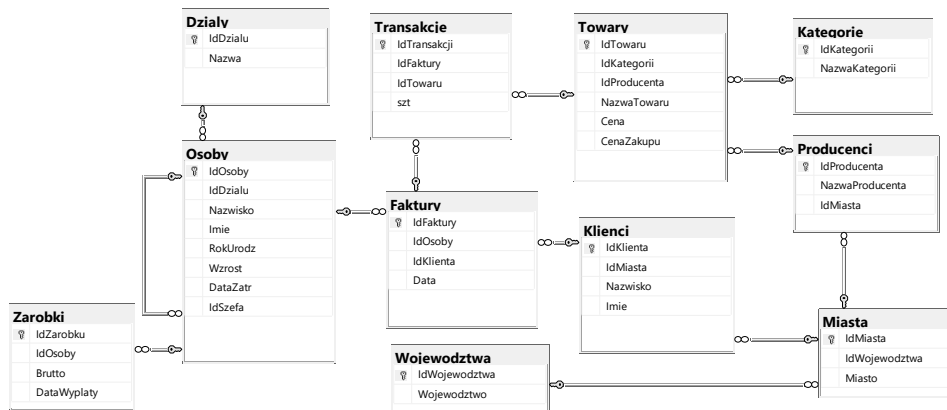 Dzialy
IdDzialu
Nazwa
Transakcje
IdTransakcji
IdFaktury
IdTowaru
szt
Towary
IdTowaru
IdKategorii
IdProducenta
NazwaTowaru
Cena
CenaZakupu
Kategorie
IdKategorii
NazwaKategorii
Osoby
IdOsoby
IdDzialu
Nazwisko
Imie
RokUrodz
Wzrost
DataZatr
IdSzefa
Producenci
IdProducenta
NazwaProducenta
IdMiasta
Faktury
IdFaktury
IdOsoby
IdKlienta
Data
Klienci
IdKlienta
IdMiasta
Nazwisko
Imie
Zarobki
IdZarobku
IdOsoby
Brutto
DataWyplaty
Wojewodztwa
IdWojewodztwa
Wojewodztwo
Miasta
IdMiasta
IdWojewodztwa
Miasto